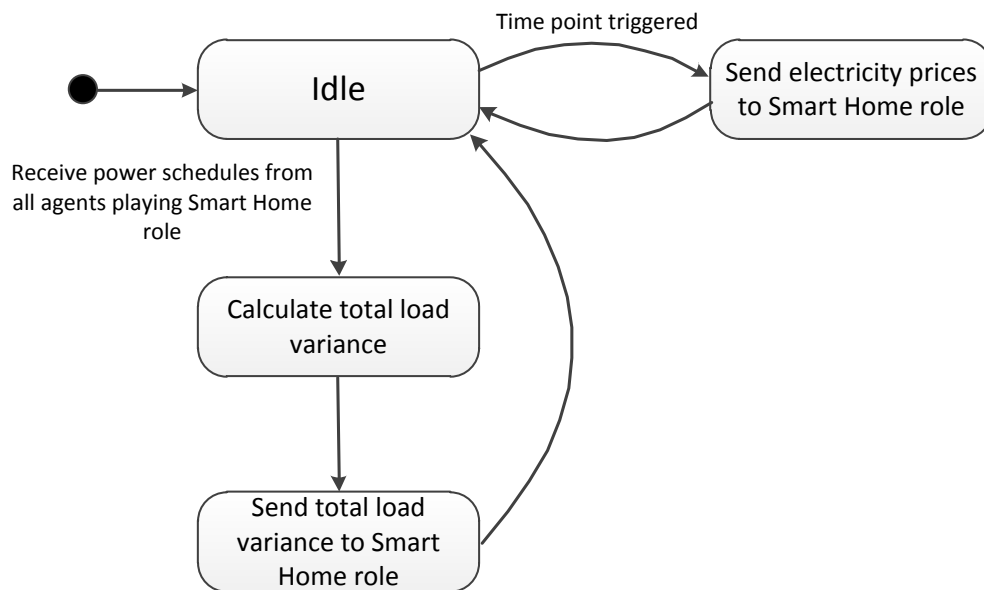 Time point triggered
Idle
Send electricity prices
to Smart Home role
Receive power schedules from
all agents playing Smart Home
role
Calculate total load
variance
Send total load
variance to Smart
Home role